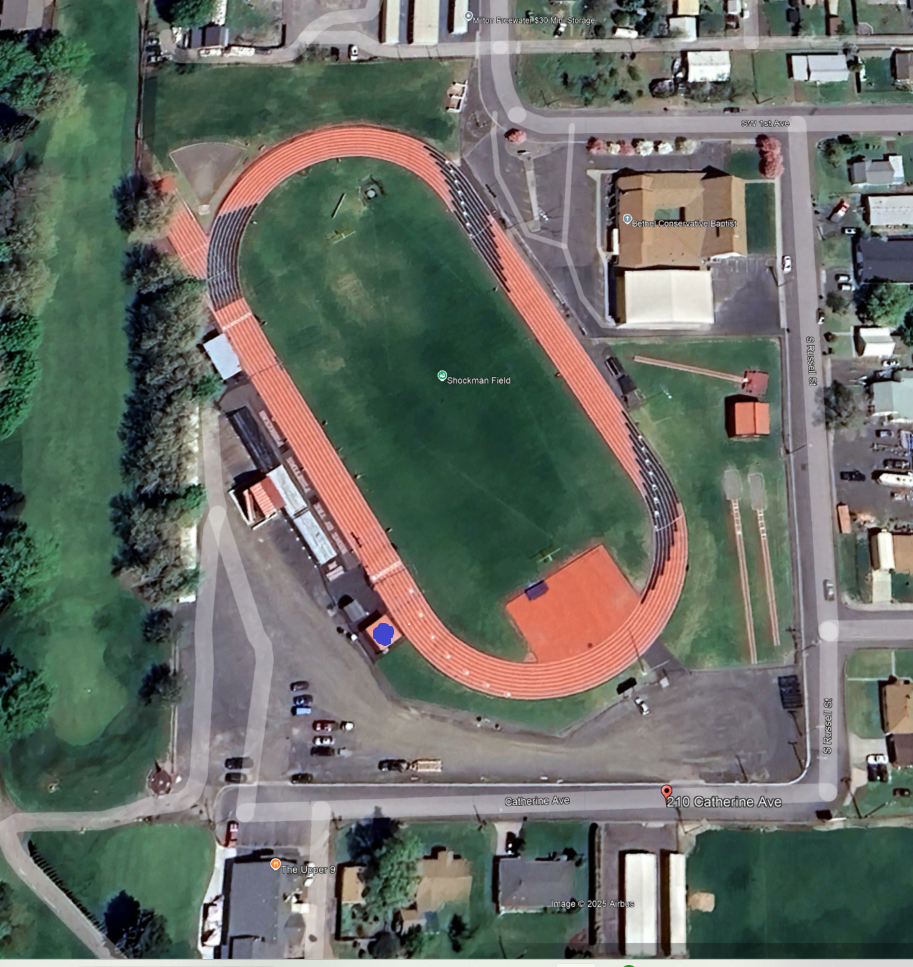 Milton Freewater $30 Mini Storage
SW 1st Ave
Bethel Conservative Baptist
S Russell St
Shockman Field
S Russell St
Catherine Ave
210 Catherine Ave
The Upper 9
Image © 2025 Airbus